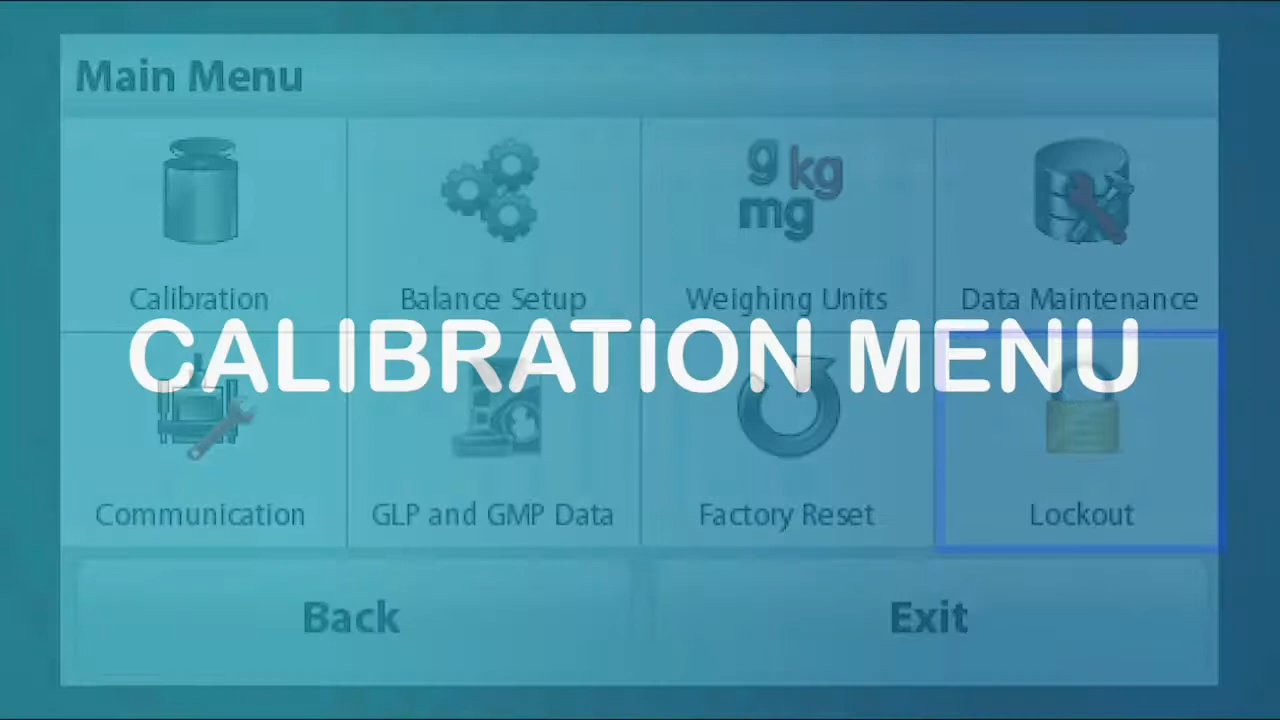 Main Menu
g kg
mg
Calibration Balance Setup Weighing Units Data Maintenance
CALIBRATION MENU
Communication GLP and GMP Data Factory Reset Lockout
Back Exit